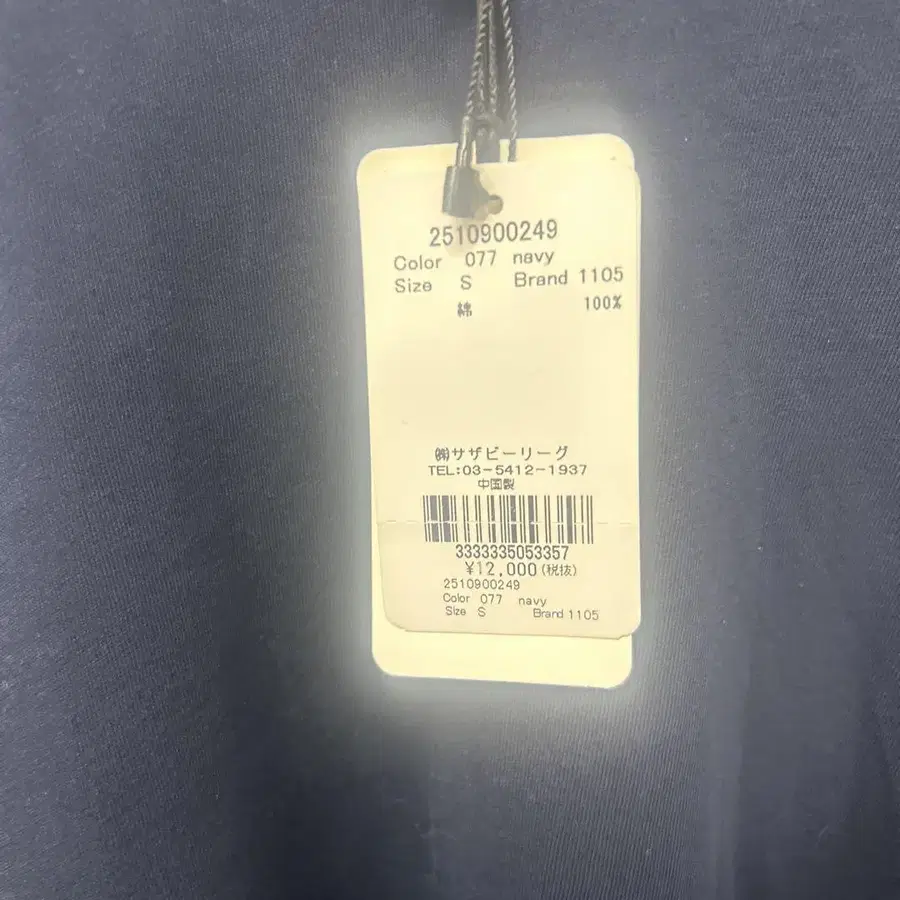 2510900249
Color 077 navy
Size S Brand 1105
綿 100%
㈱サザビーリーグ
TEL:03-5412-1937
中国製
3333335053357
¥12,000(税抜)
2510900249
Color 077 navy
Size S Brand 1105